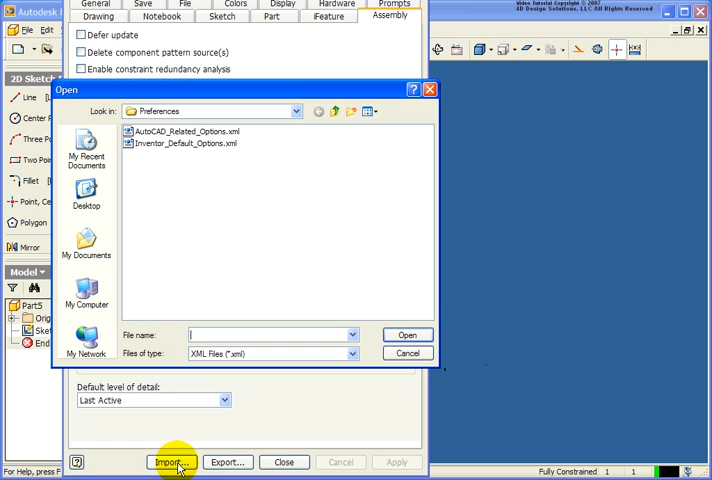 Autodesk
Video Tutorial Copyright © 2007
4D Design Solutions, LLC All Rights Reserved
File Edit
General Save File Colors Display Hardware Prompts
Drawing Notebook Sketch Part iFeature Assembly
Defer update
Delete component pattern source(s)
Enable constraint redundancy analysis
2D Sketch
Line
Center
Three Po
Two Poi
Fillet
Point, Ce
Polygon
Mirror
Model
Part5
Orig
Sket
End
Open
Look in: Preferences
AutoCAD_Related_Options.xml
Inventor_Default_Options.xml
My Recent
Documents
Desktop
My Documents
My Computer
My Network
File name:
Open
Files of type: XML Files (*.xml)
Cancel
Default level of detail:
Last Active
Import... Export... Close Cancel Apply
For Help, press F
Fully Constrained 1 1